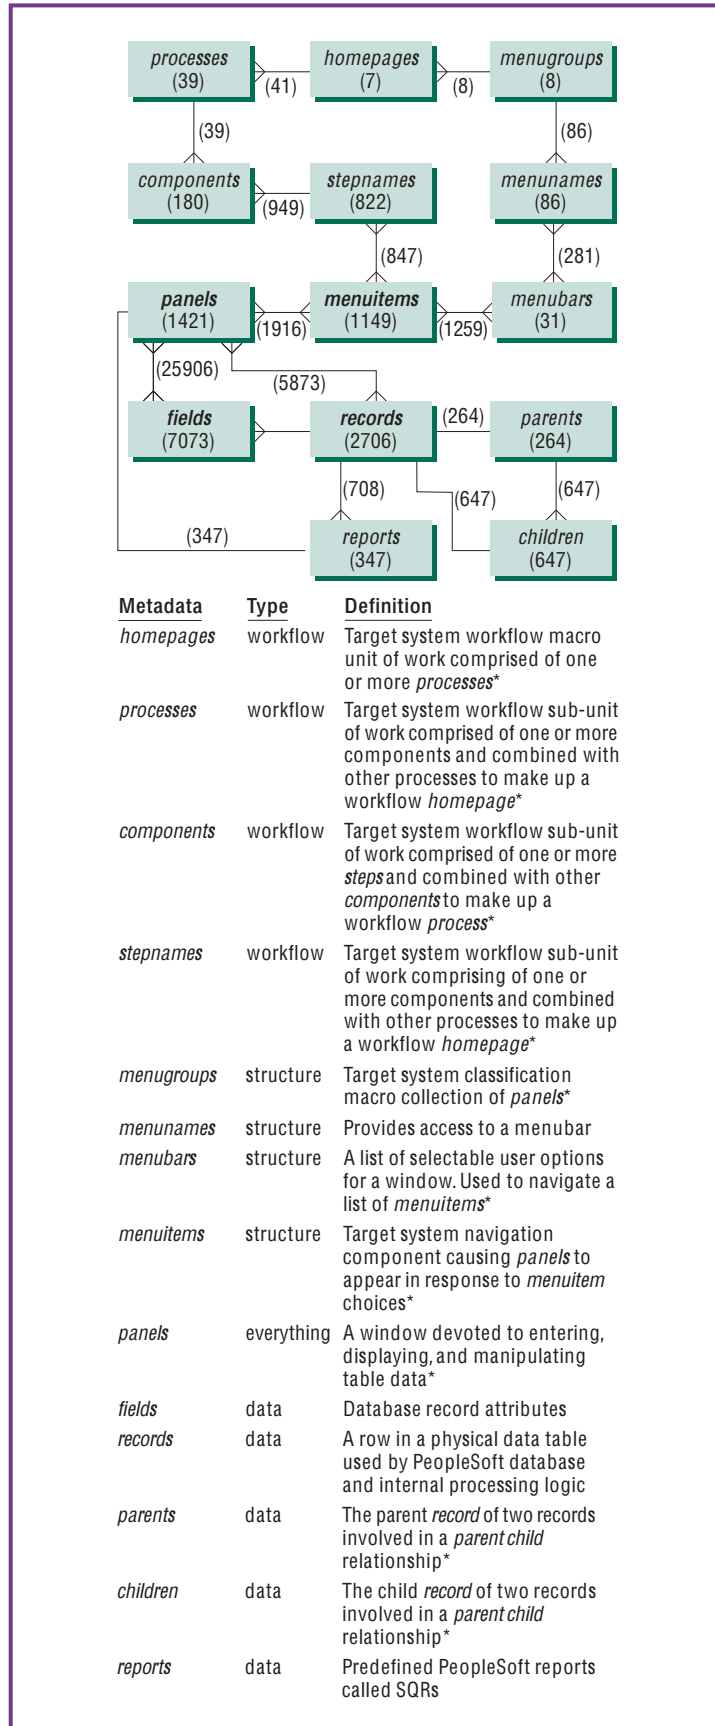 processes homepages menugroups
(39) (41) (7) (8) (8)
(39) (86)
components stepnames menunames
(180) (949) (822) (86)
(847) (281)
panels menuitems menubars
(1421) (1916) (1149) (1259) (31)
(25906)
(5873)
fields records (264) parents
(7073) (2706) (264)
(708) (647) (647)
(347) reports children
(347) (647)
Metadata Type Definition
homepages workflow Target system workflow macro
unit of work comprised of one
or more processes*
processes workflow Target system workflow sub-unit
of work comprised of one or more
components and combined with
other processes to make up a
workflow homepage*
components workflow Target system workflow sub-unit
of work comprised of one or more
steps and combined with other
components to make up a
workflow process*
stepnames workflow Target system workflow sub-unit
of work comprising of one or
more components and combined
with other processes to make up
a workflow homepage*
menugroups structure Target system classification
macro collection of panels*
menunames structure Provides access to a menubar
menubars structure A list of selectable user options
for a window. Used to navigate a
list of menuitems*
menuitems structure Target system navigation
component causing panels to
appear in response to menuitem
choices*
panels everything A window devoted to entering,
displaying, and manipulating
table data*
fields data Database record attributes
records data A row in a physical data table
used by PeopleSoft database
and internal processing logic
parents data The parent record of two records
involved in a parent child
relationship*
children data The child record of two records
involved in a parent child
relationship*
reports data Predefined PeopleSoft reports
called SQRs